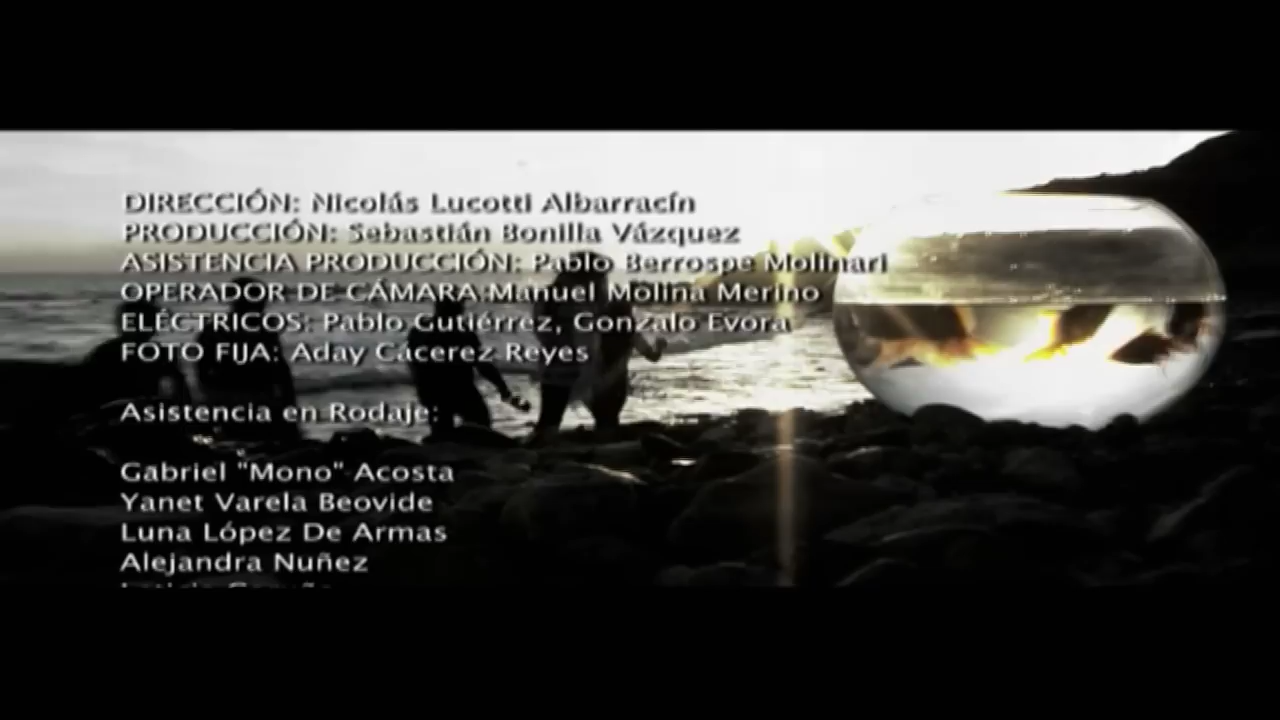 DIRECCIÓN: Nicolás Lucotti Albarracín
PRODUCCIÓN: Sebastián Bonilla Vázquez
ASISTENCIA PRODUCCIÓN: Pablo Berrospe Molinari
OPERADOR DE CÁMARA:Manuel Molina Merino
ELÉCTRICOS: Pablo Gutiérrez, Gonzalo Evora
FOTO FIJA: Aday Cácerez Reyes
Asistencia en Rodaje:
Gabriel "Mono" Acosta
Yanet Varela Beovide
Luna López De Armas
Alejandra Nuñez